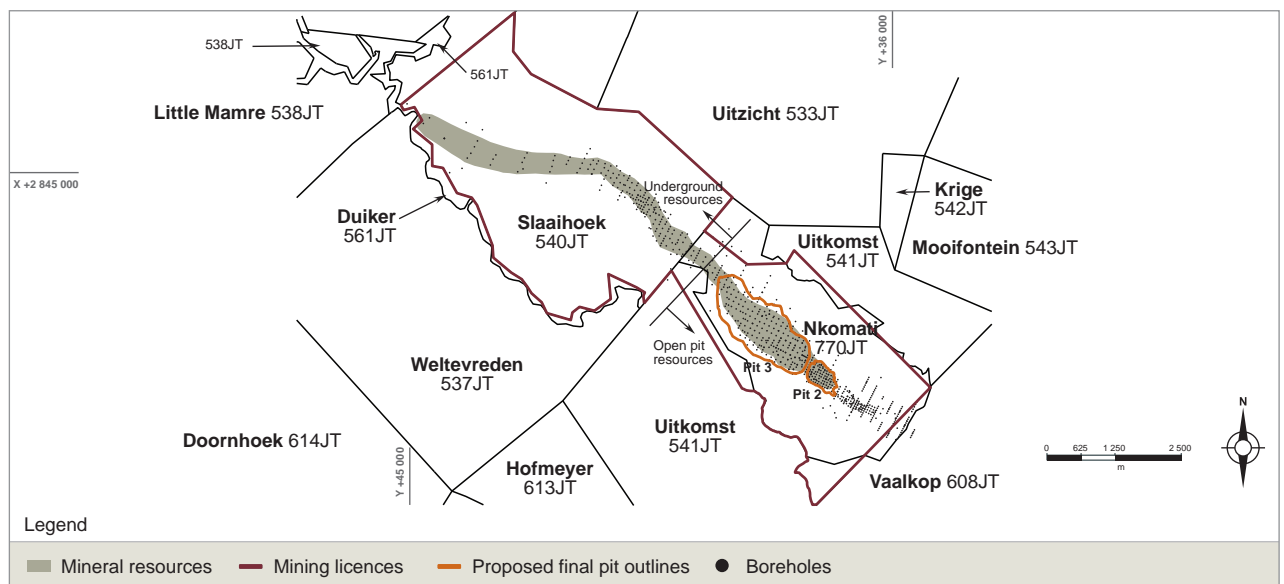 Y +36 000
538JT
561JT
Little Mamre 538JT
Uitzicht 533JT
X +2 845 000
Underground
resources
Krige
542JT
Duiker
561JT
Slaaihoek
540JT
Uitkomst
541JT
Mooifontein 543JT
Nkomati
770JT
Open pit
resources
Pit 3
Pit 2
Weltevreden
537JT
Uitkomst
541JT
Doornhoek 614JT
Y +45 000
Hofmeyer
613JT
Vaalkop 608JT
N
0 625 1 250 2 500
m
Legend
Mineral resources Mining licences Proposed final pit outlines Boreholes